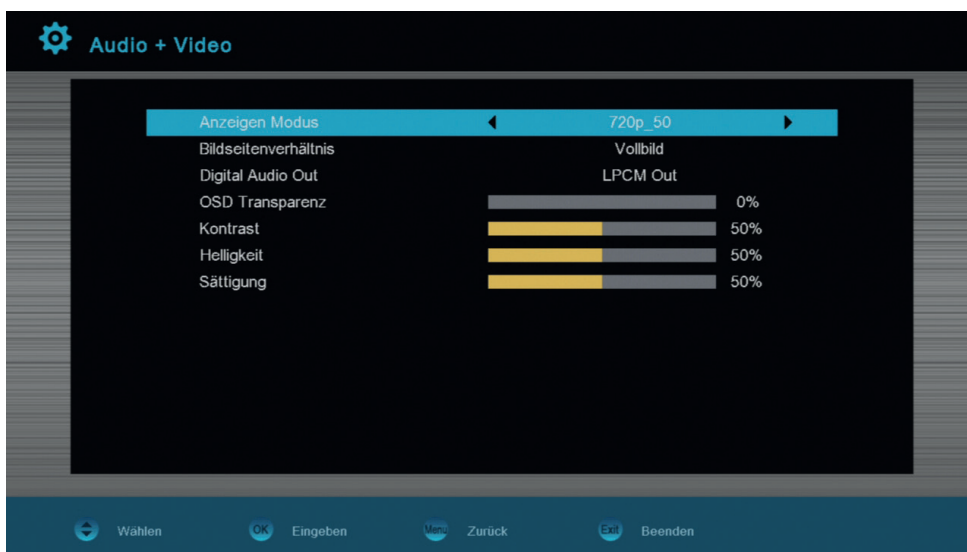 Audio + Video
Anzeigen Modus 720p_50
Bildseitenverhältnis Vollbild
Digital Audio Out LPCM Out
OSD Transparenz 0%
Kontrast 50%
Helligkeit 50%
Sättigung 50%
Wählen OK Eingeben Menu Zurück Exit Beenden